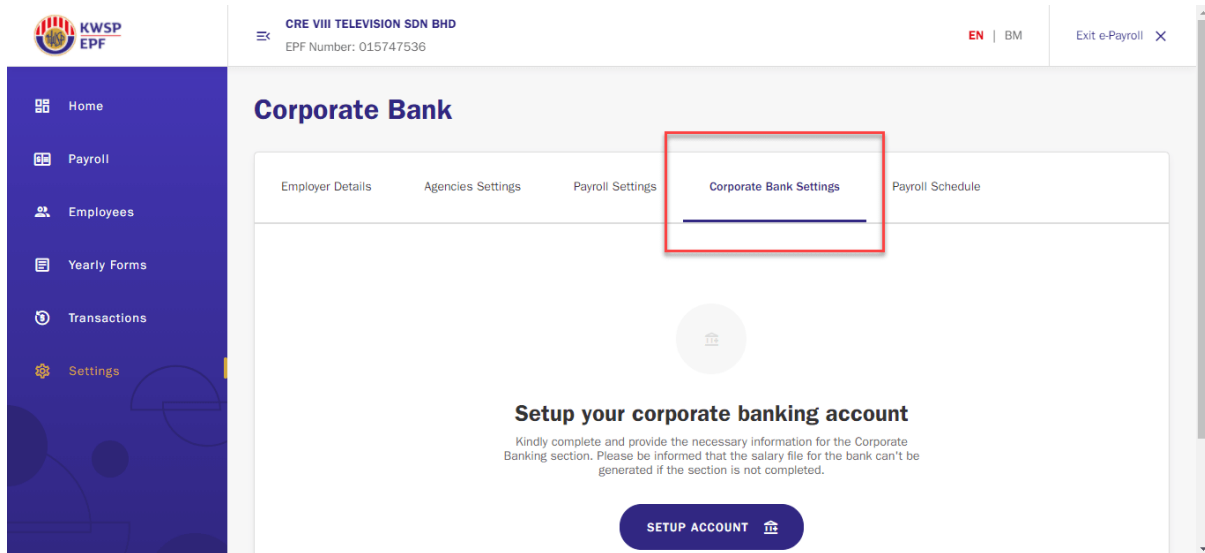 KWSP
EPF
CRE VIII TELEVISION SDN BHD
EPF Number: 015747536
EN | BM
Exit e-Payroll
Home
Payroll
Employees
Yearly Forms
Transactions
Settings
Corporate Bank
Employer Details
Agencies Settings
Payroll Settings
Corporate Bank Settings
Payroll Schedule
Setup your corporate banking account
Kindly complete and provide the necessary information for the Corporate
Banking section. Please be informed that the salary file for the bank can't be
generated if the section is not completed.
SETUP ACCOUNT